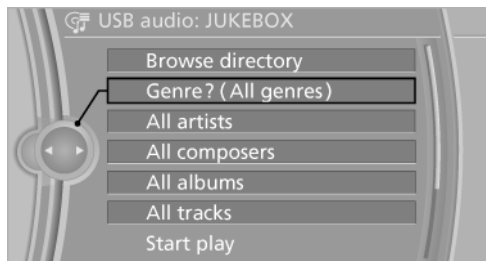 USB audio: JUKEBOX
Browse directory
Genre? (All genres)
All artists
All composers
All albums
All tracks
Start play